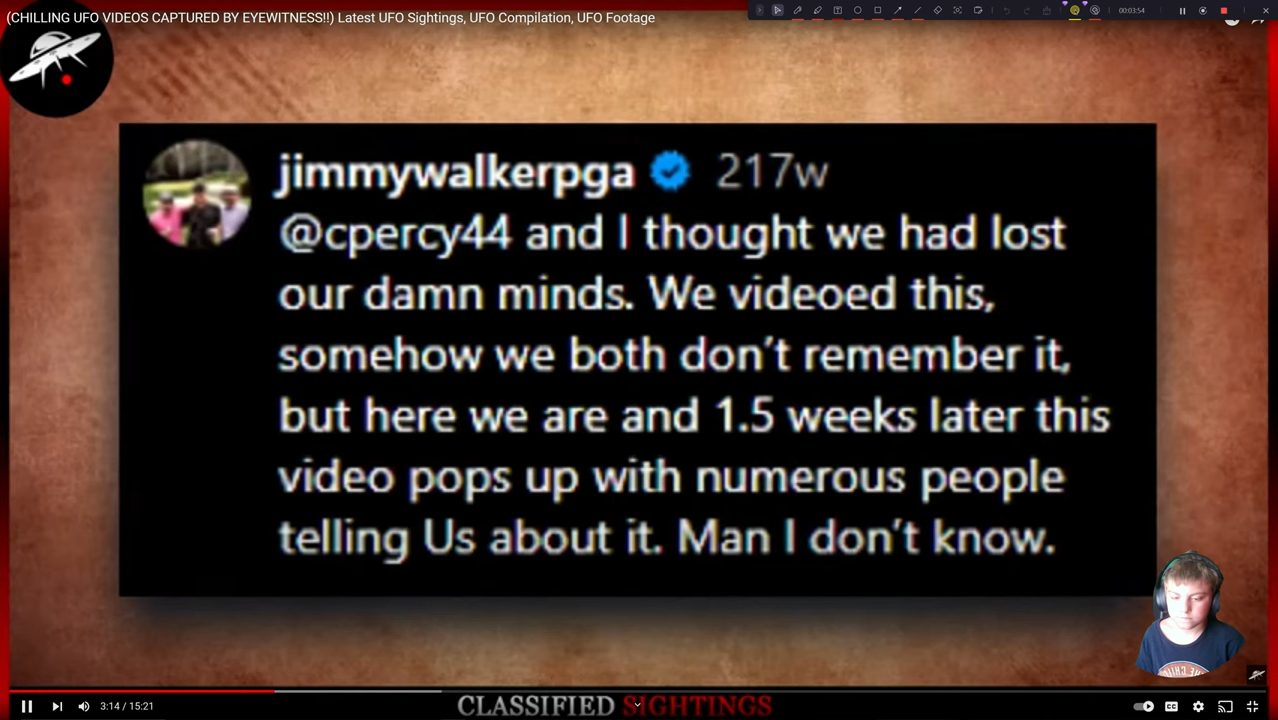 (CHILLING UFO VIDEOS CAPTURED BY EYEWITNESS!!) Latest UFO Sightings, UFO Compilation, UFO Footage
00:03:54
jimmywalkerpga 217w
@cpercy44 and I thought we had lost
our damn minds. We videoed this,
somehow we both don't remember it,
but here we are and 1.5 weeks later this
video pops up with numerous people
telling Us about it. Man I don't know.
3:14 / 15:21
CLASSIFIED SIGHTINGS
CC